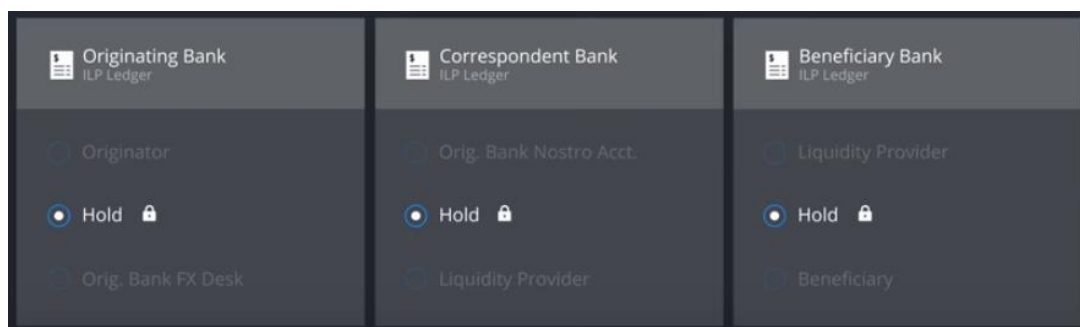 Originating Bank
ILP Ledger
Originator
Hold
Orig. Bank FX Desk
Correspondent Bank
ILP Ledger
Orig. Bank Nostro Acct.
Hold
Liquidity Provider
Beneficiary Bank
ILP Ledger
Liquidity Provider
Hold
Beneficiary